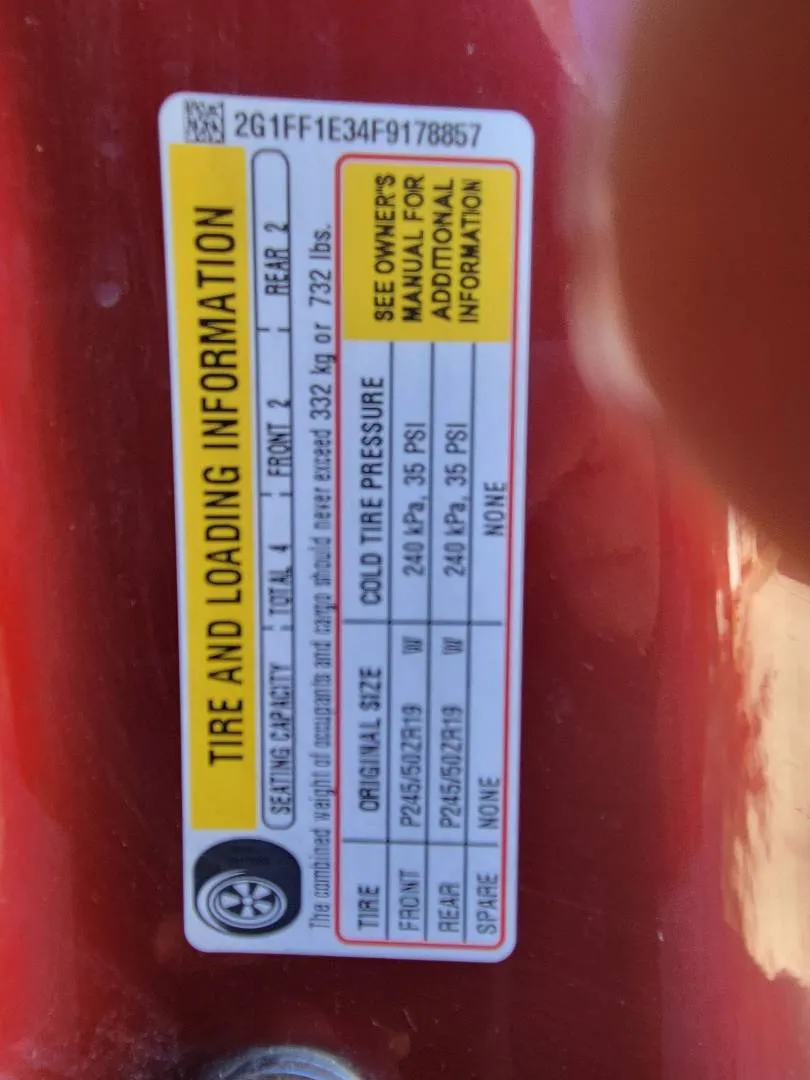 2G1FF1E34F9178857
TIRE AND LOADING INFORMATION
SEATING CAPACITY TOTAL 4 FRONT 2 REAR 2
The combined weight of occupants and cargo should never exceed 332 kg or 732 lbs.
TIRE ORIGINAL SIZE COLD TIRE PRESSURE
FRONT P245/50ZR19 W 240 kPa, 35 PSI
REAR P245/50ZR19 W 240 kPa, 35 PSI
SPARE NONE NONE
SEE OWNER"S
MANUAL FOR
ADDITIONAL
INFORMATION